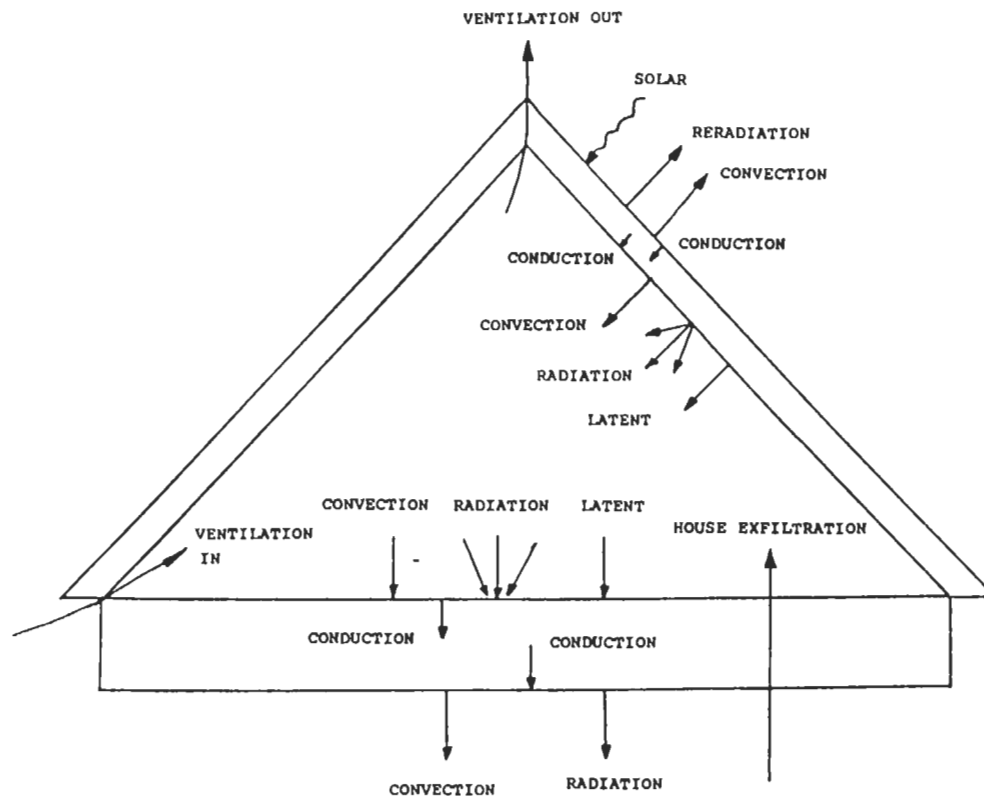 VENTILATION OUT
SOLAR
RERADIATION
CONVECTION
CONDUCTION
CONDUCTION
CONVECTION
RADIATION
LATENT
CONVECTION
RADIATION
LATENT
HOUSE EXFILTRATION
VENTILATION
IN
CONDUCTION
CONDUCTION
CONVECTION
RADIATION